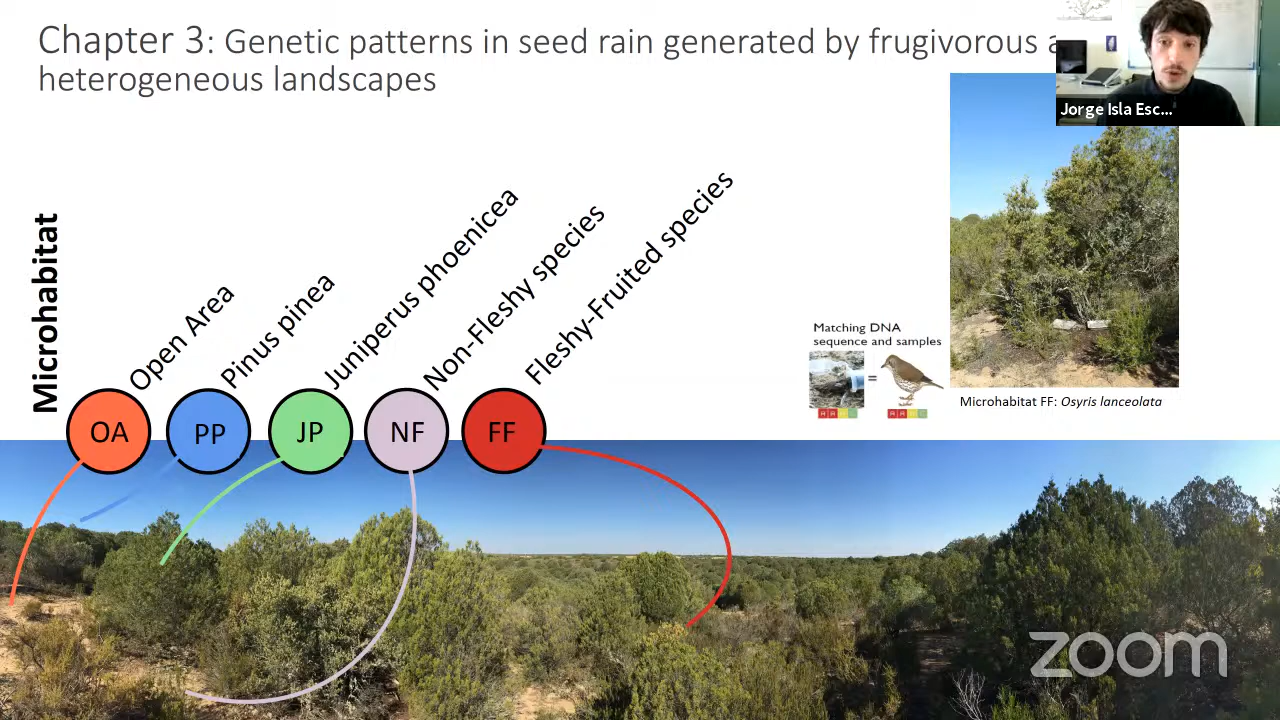 Chapter 3: Genetic patterns in seed rain generated by frugivorous
heterogeneous landscapes
Jorge Isla Esc...
Microhabitat
Open Area
Pinus pinea
Juniperus phoenicea
Non-Fleshy species
Fleshy-Fruited species
OA
PP
JP
NF
FF
Matching DNA
sequence and samples
=
Microhabitat FF: Osyris lanceolata
zoom